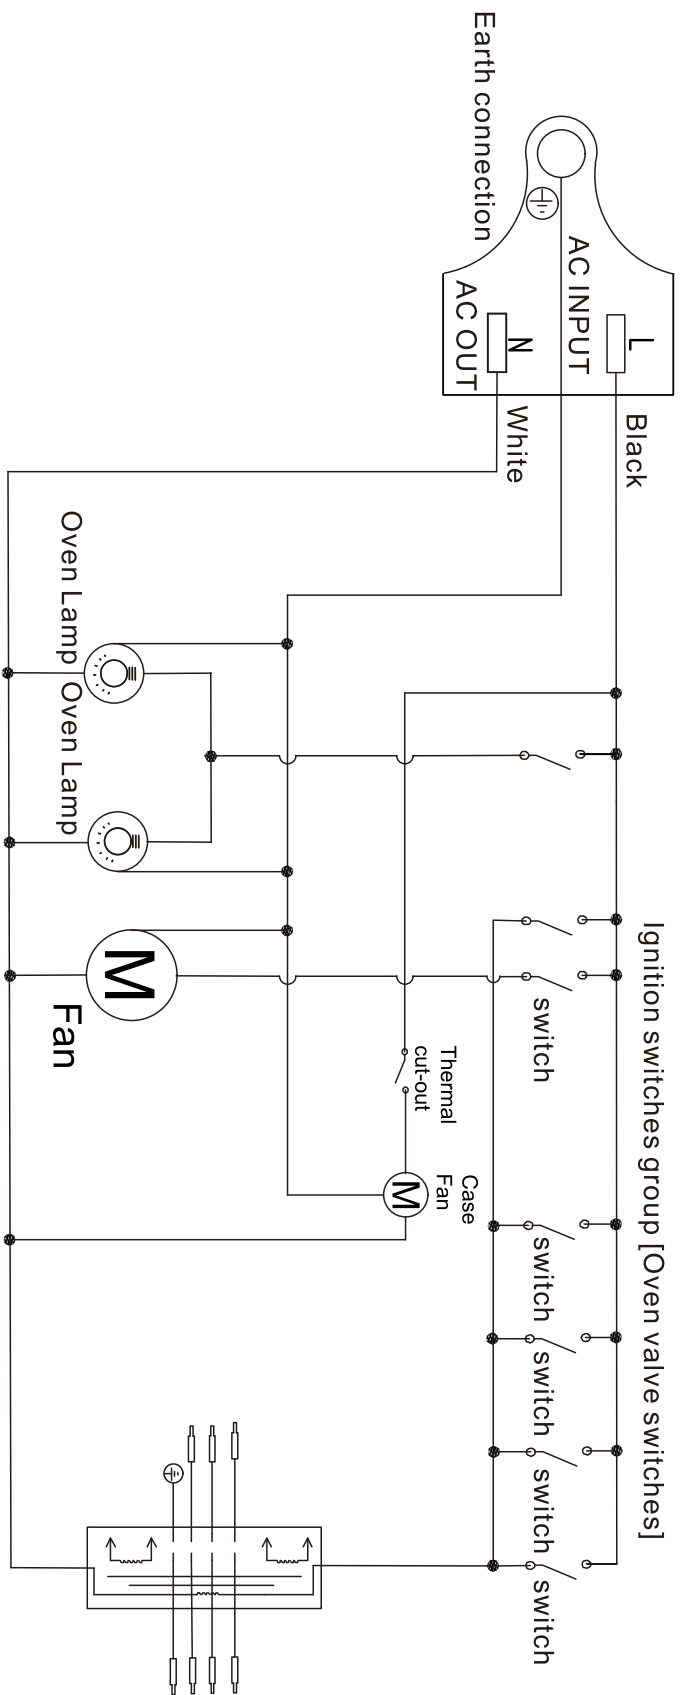 Earth connection
AC INPUT
AC OUT
L
N
Black
White
Oven Lamp
Oven Lamp
M
Fan
Thermal
cut-out
Case
Fan
M
Ignition switches group [Oven valve switches]
switch
switch
switch
switch
switch